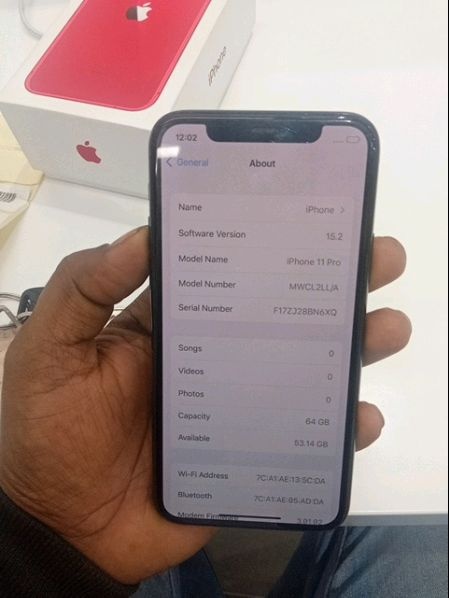 iPhone
12:02
General
About
Name iPhone
Software Version 15.2
Model Name iPhone 11 Pro
Model Number MWCL2LL/A
Serial Number F17ZJ28BN6XQ
Songs 0
Videos 0
Photos 0
Capacity 64 GB
Available 53.14 GB
Wi-Fi Address 7C:A1:AE:13:5C:DA
Bluetooth 7C:A1:AE:05:AD:DA
Modem Firmware 3.01.02